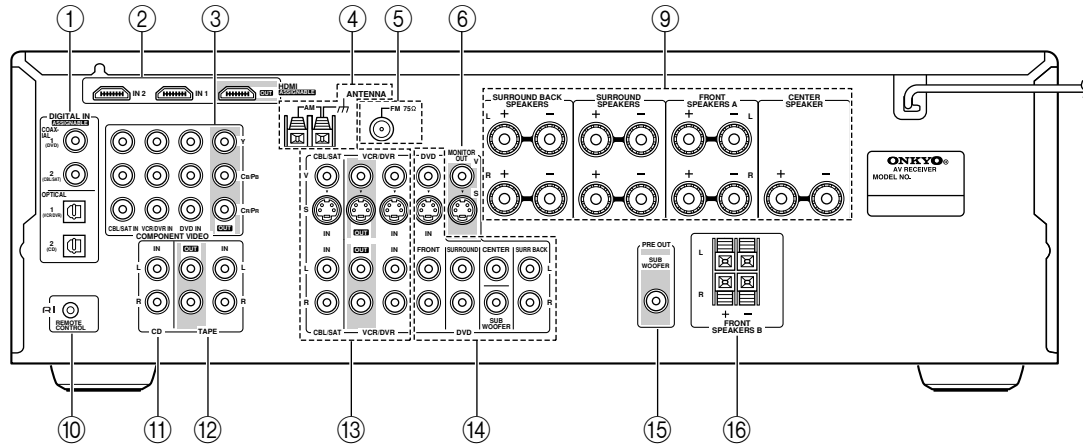 ① ② ③ ④ ⑤ ⑥ ⑨
HDMI
ASSIGNABLE
IN 2 IN 1 OUT
ANTENNA
AM
FM 75Ω
DIGITAL IN
ASSIGNABLE
COAX-
IAL
1
(DVD)
2
(CBL/SAT)
OPTICAL
1
(VCR/DVR)
2
(CD)
Y
CB/PB
CR/PR
CBL/SAT IN VCR/DVR IN DVD IN OUT
COMPONENT VIDEO
IN OUT IN
L L
R R
CD TAPE
RI
REMOTE
CONTROL
CBL/SAT VCR/DVR DVD MONITOR
OUT
V V
S S
IN OUT IN IN
IN OUT IN
L
R
CBL/SAT VCR/DVR
FRONT SURROUND CENTER SURR BACK
L
R
SUB
WOOFER
DVD
SURROUND BACK
SPEAKERS
SURROUND
SPEAKERS
FRONT
SPEAKERS A
CENTER
SPEAKER
L + − + − + − L
R + − + − + − R + −
ONKYO®
AV RECEIVER
MODEL NO.
PRE OUT
SUB
WOOFER
L
R
+ −
FRONT
SPEAKERS B
⑩ ⑪ ⑫ ⑬ ⑭ ⑮ ⑯